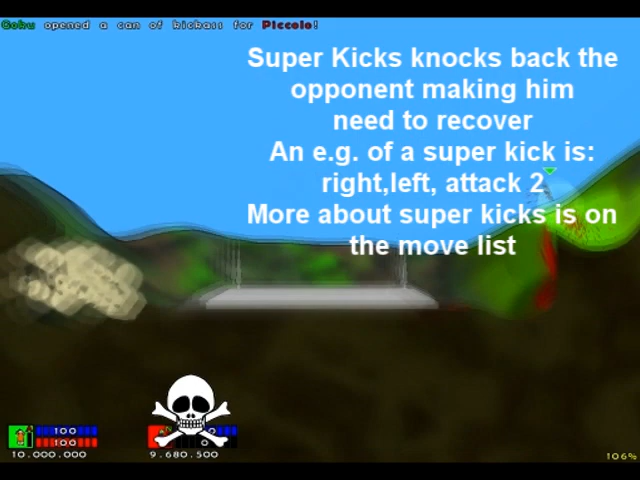 Goku opened a can of kickass for Piccolo!
Super Kicks knocks back the
opponent making him
need to recover
An e.g. of a super kick is:
right,left, attack 2
More about super kicks is on
the move list
100
100
10.000.000
0
0
9.680.500
106%